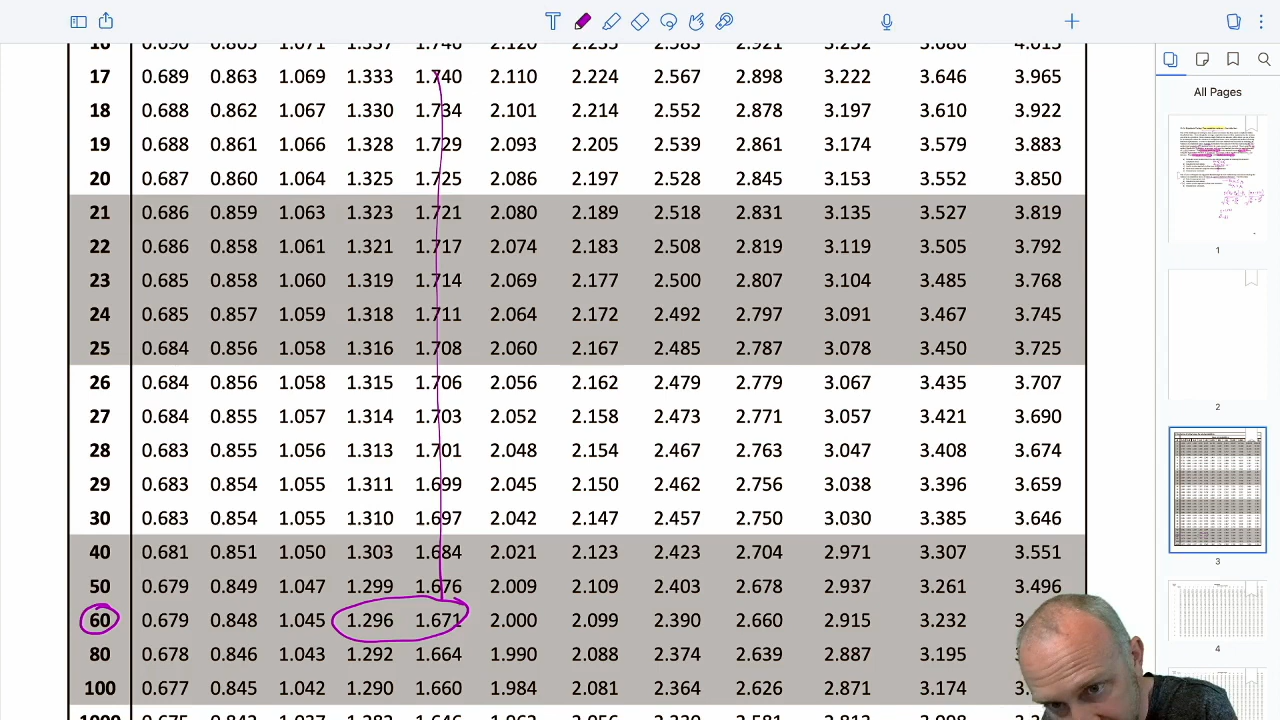 All Pages
16 0.690 0.865 1.071 1.337 1.746 2.120 2.235 2.583 2.921 3.252 3.686 4.015
17 0.689 0.863 1.069 1.333 1.740 2.110 2.224 2.567 2.898 3.222 3.646 3.965
18 0.688 0.862 1.067 1.330 1.734 2.101 2.214 2.552 2.878 3.197 3.610 3.922
19 0.688 0.861 1.066 1.328 1.729 2.093 2.205 2.539 2.861 3.174 3.579 3.883
20 0.687 0.860 1.064 1.325 1.725 2.086 2.197 2.528 2.845 3.153 3.552 3.850
21 0.686 0.859 1.063 1.323 1.721 2.080 2.189 2.518 2.831 3.135 3.527 3.819
22 0.686 0.858 1.061 1.321 1.717 2.074 2.183 2.508 2.819 3.119 3.505 3.792
23 0.685 0.858 1.060 1.319 1.714 2.069 2.177 2.500 2.807 3.104 3.485 3.768
24 0.685 0.857 1.059 1.318 1.711 2.064 2.172 2.492 2.797 3.091 3.467 3.745
25 0.684 0.856 1.058 1.316 1.708 2.060 2.167 2.485 2.787 3.078 3.450 3.725
26 0.684 0.856 1.058 1.315 1.706 2.056 2.162 2.479 2.779 3.067 3.435 3.707
27 0.684 0.855 1.057 1.314 1.703 2.052 2.158 2.473 2.771 3.057 3.421 3.690
28 0.683 0.855 1.056 1.313 1.701 2.048 2.154 2.467 2.763 3.047 3.408 3.674
29 0.683 0.854 1.055 1.311 1.699 2.045 2.150 2.462 2.756 3.038 3.396 3.659
30 0.683 0.854 1.055 1.310 1.697 2.042 2.147 2.457 2.750 3.030 3.385 3.646
40 0.681 0.851 1.050 1.303 1.684 2.021 2.123 2.423 2.704 2.971 3.307 3.551
50 0.679 0.849 1.047 1.299 1.676 2.009 2.109 2.403 2.678 2.937 3.261 3.496
60 0.679 0.848 1.045 1.296 1.671 2.000 2.099 2.390 2.660 2.915 3.232
80 0.678 0.846 1.043 1.292 1.664 1.990 2.088 2.374 2.639 2.887 3.195
100 0.677 0.845 1.042 1.290 1.660 1.984 2.081 2.364 2.626 2.871 3.174
1
2
3
4